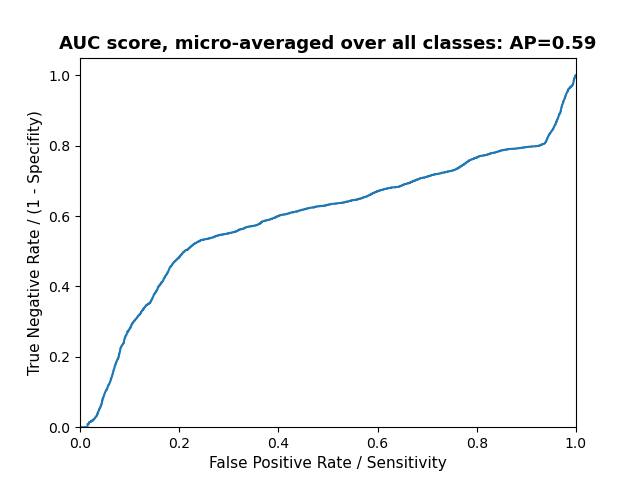 AUC score, micro-averaged over all classes: AP=0.59
True Negative Rate / (1 - Specifity)
1.0
0.8
0.6
0.4
0.2
0.0
0.0 0.2 0.4 0.6 0.8 1.0
False Positive Rate / Sensitivity